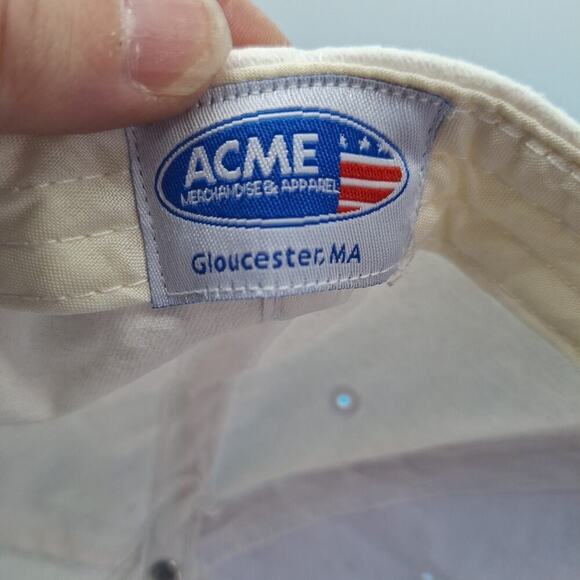 ACME
MERCHANDISE & APPAREL
Gloucester, MA